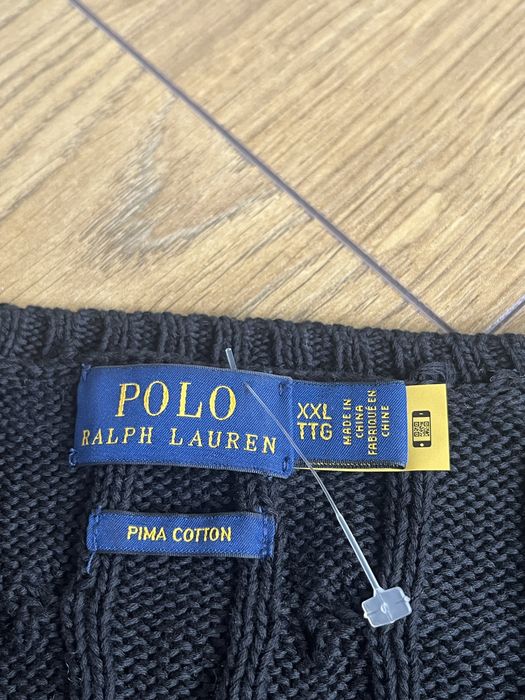 POLO
RALPH LAUREN
XXL
TTG
MADE IN
CHINA
FABRIQUÉ EN
CHINE
PIMA COTTON